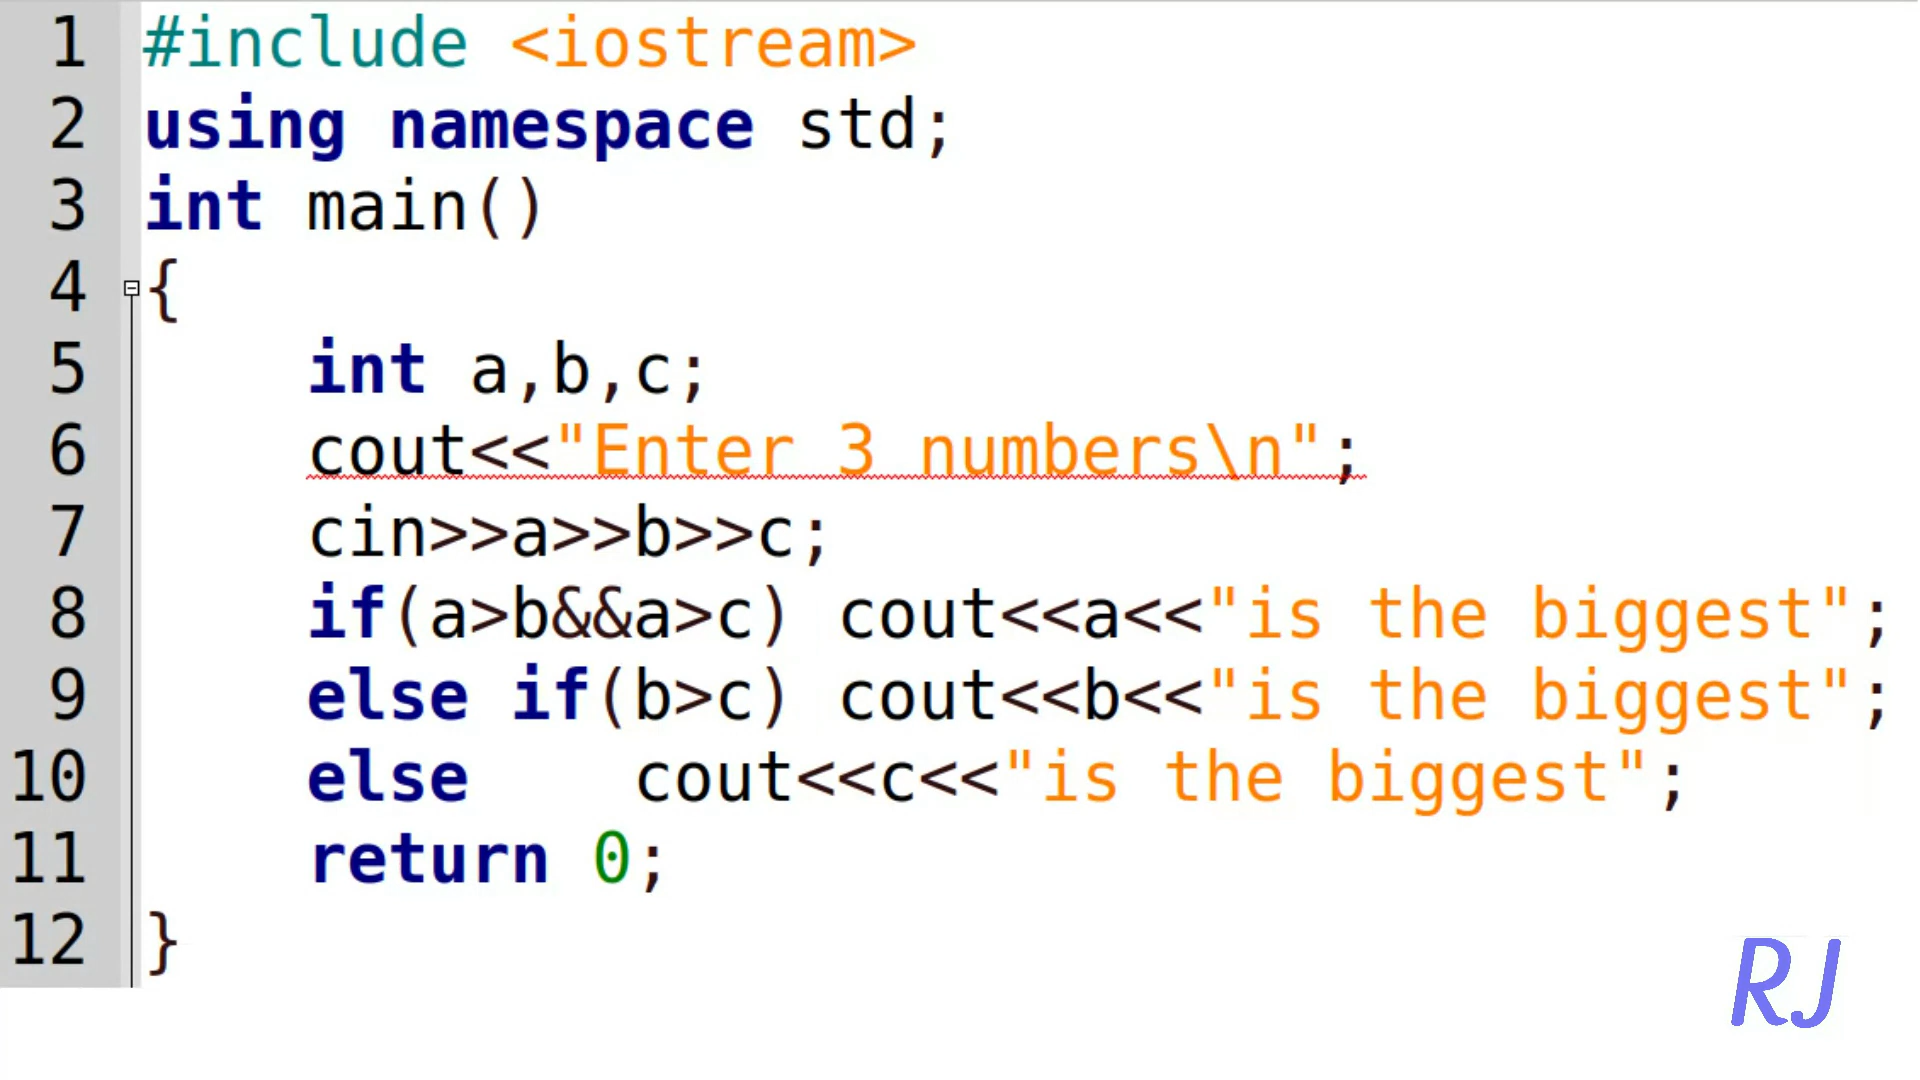 1 #include <iostream>
2 using namespace std;
3 int main()
4 {
5     int a,b,c;
6     cout<<"Enter 3 numbers\n";
7     cin>>a>>b>>c;
8     if(a>b&&a>c) cout<<a<<"is the biggest";
9     else if(b>c) cout<<b<<"is the biggest";
10     else    cout<<c<<"is the biggest";
11     return 0;
12 }
RJ